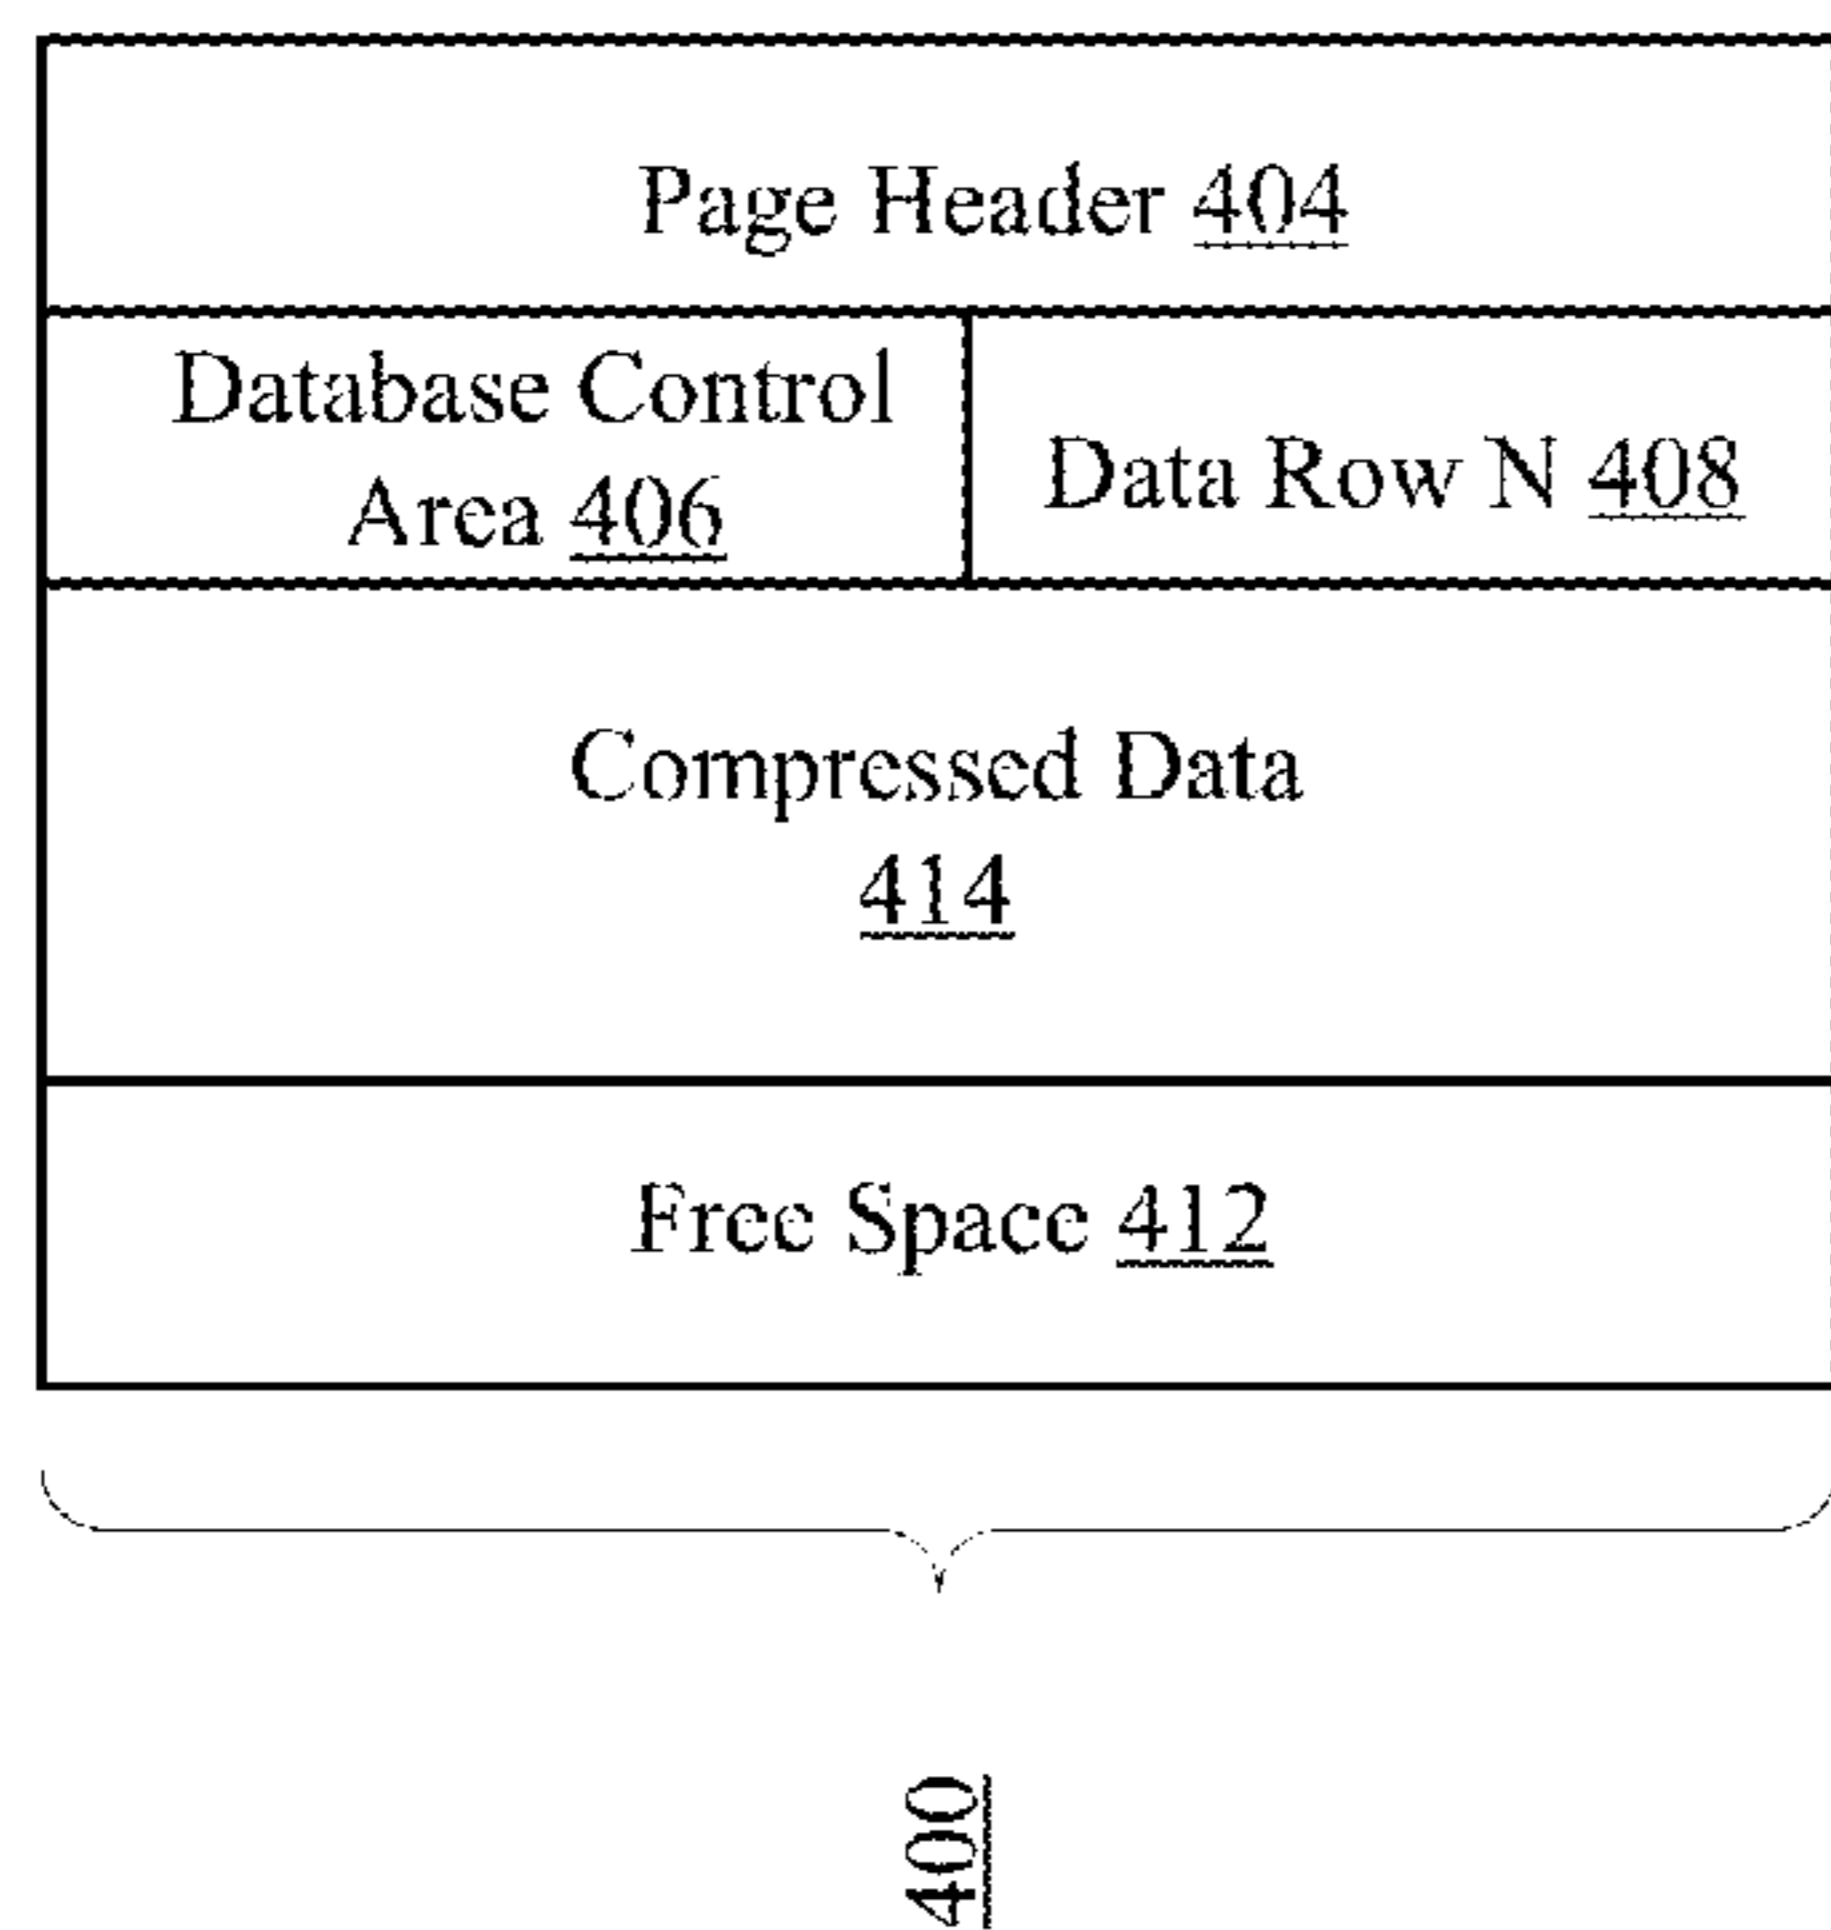 Page Header 404
Database Control
Area 406
Data Row N 408
Compressed Data
414
Free Space 412
400